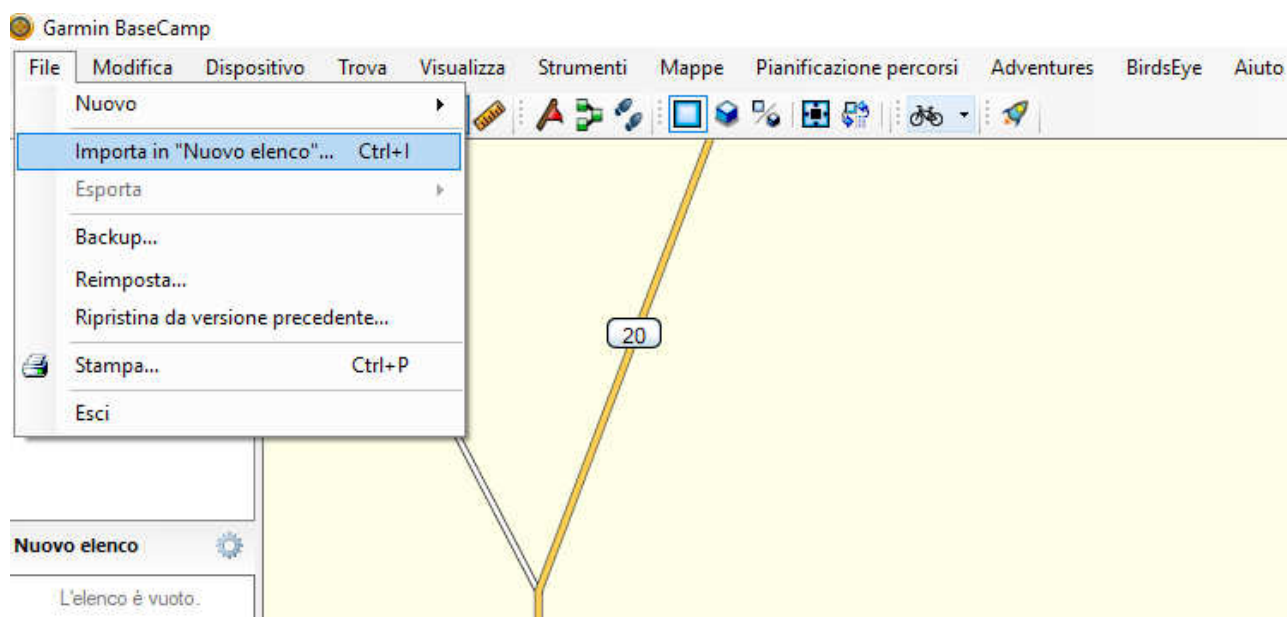 Garmin BaseCamp
File Modifica Dispositivo Trova Visualizza Strumenti Mappe Pianificazione percorsi Adventures BirdsEye Aiuto
Nuovo
Importa in "Nuovo elenco"... Ctrl+I
Esporta
Backup...
Reimposta...
Ripristina da versione precedente...
20
Stampa... Ctrl+P
Esci
Nuovo elenco
L'elenco è vuoto.